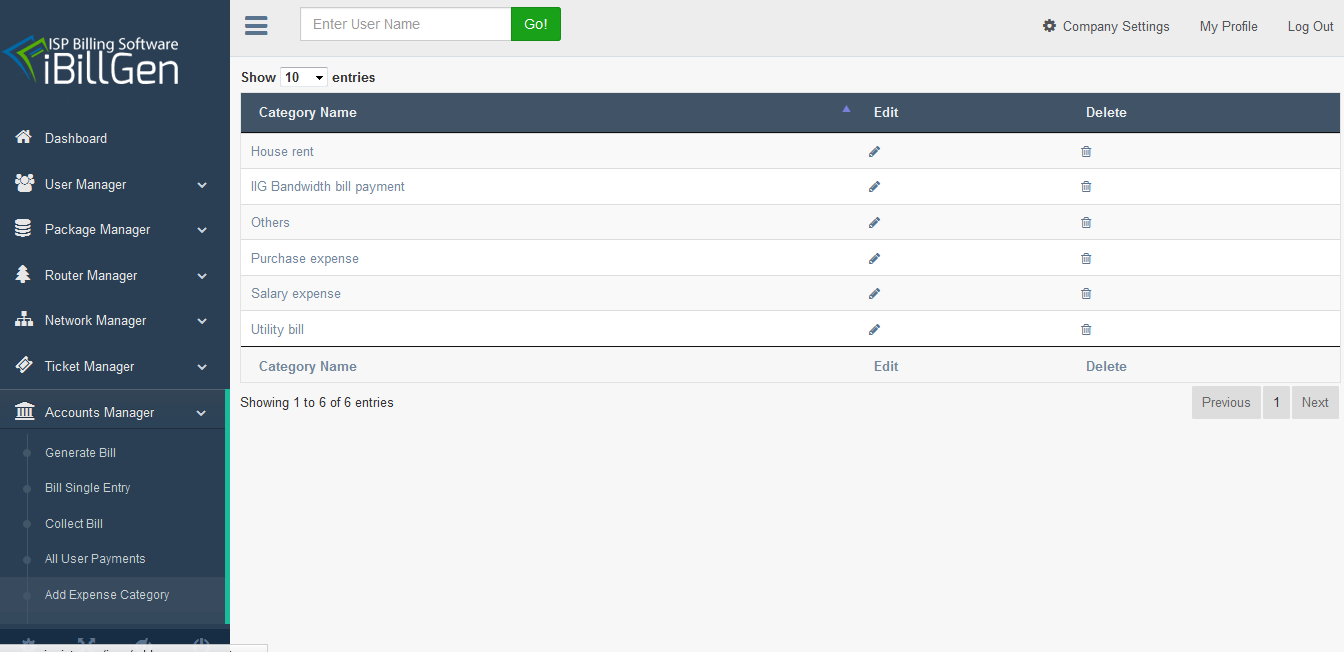 ISP Billing Software
iBillGen
Enter User Name
Go!
Company Settings
My Profile
Log Out
Show 10 entries
Category Name Edit Delete
House rent
IIG Bandwidth bill payment
Others
Purchase expense
Salary expense
Utility bill
Category Name Edit Delete
Showing 1 to 6 of 6 entries
Previous 1 Next
Dashboard
User Manager
Package Manager
Router Manager
Network Manager
Ticket Manager
Accounts Manager
Generate Bill
Bill Single Entry
Collect Bill
All User Payments
Add Expense Category